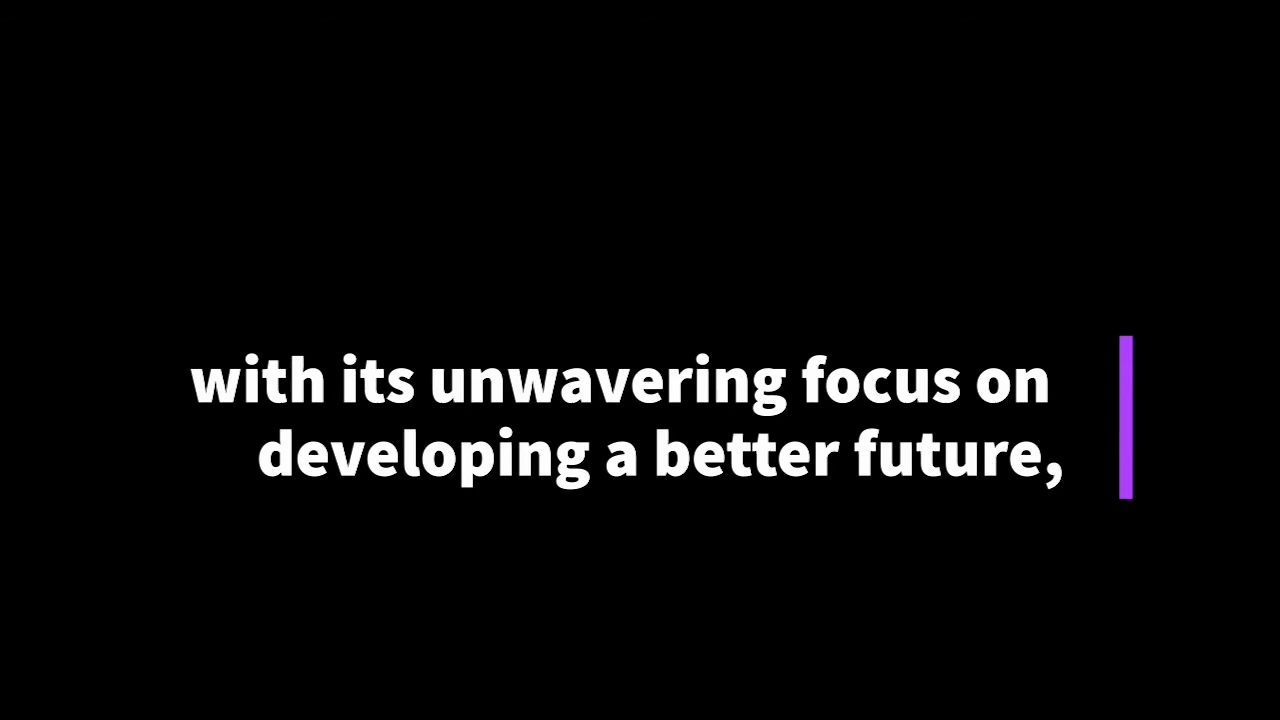 with its unwavering focus on
developing a better future,